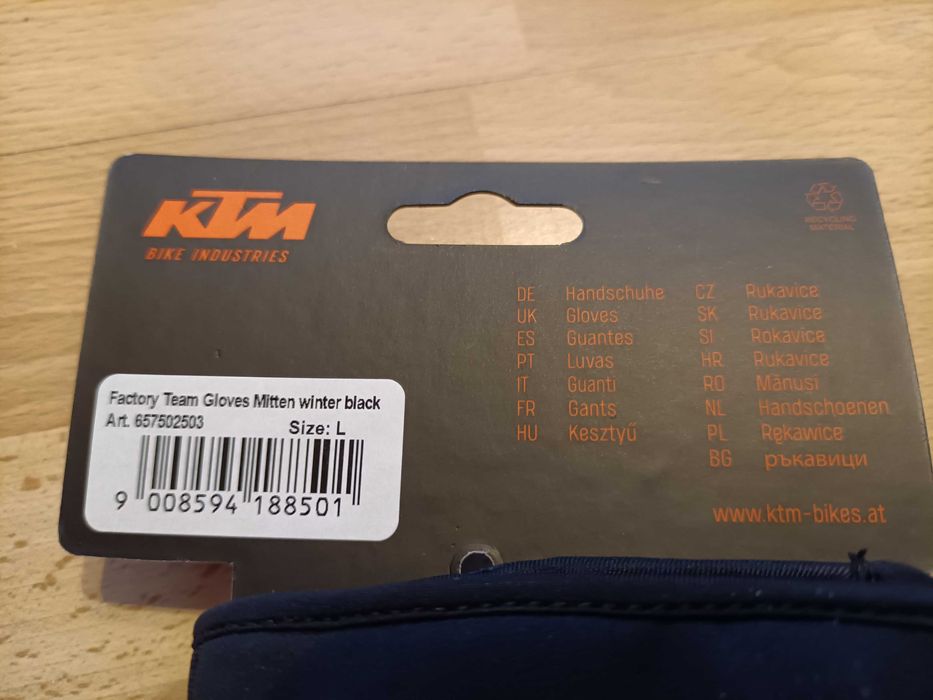 KTM
BIKE INDUSTRIES
RECYCLING
MATERIAL
DE Handschuhe CZ Rukavice
UK Gloves SK Rukavice
ES Guantes SI Rokavice
PT Luvas HR Rukavice
IT Guanti RO Mănuși
FR Gants NL Handschoenen
HU Kesztyű PL Rękawice
BG ръкавици
www.ktm-bikes.at
Factory Team Gloves Mitten winter black
Art. 657502503
Size: L
9 008594 188501